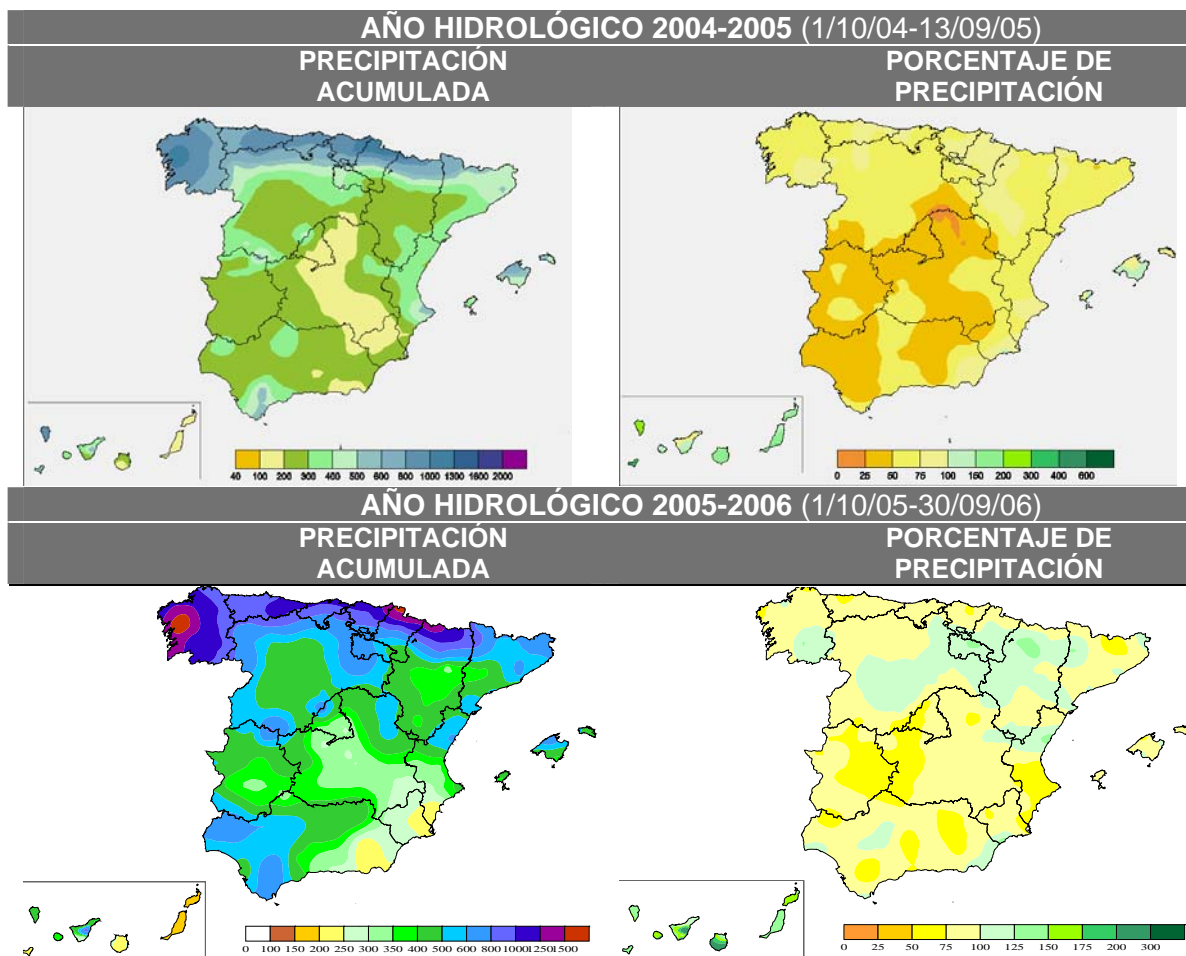 AÑO HIDROLÓGICO 2004-2005 (1/10/04-13/09/05)
PRECIPITACIÓN
ACUMULADA
PORCENTAJE DE
PRECIPITACIÓN
40 100 200 300 400 500 600 800 1000 1300 1600 2000
0 25 50 75 100 150 200 300 400 600
AÑO HIDROLÓGICO 2005-2006 (1/10/05-30/09/06)
PRECIPITACIÓN
ACUMULADA
PORCENTAJE DE
PRECIPITACIÓN
0 100 150 200 250 300 350 400 500 600 800 1000 1250 1500
0 25 50 75 100 125 150 175 200 300